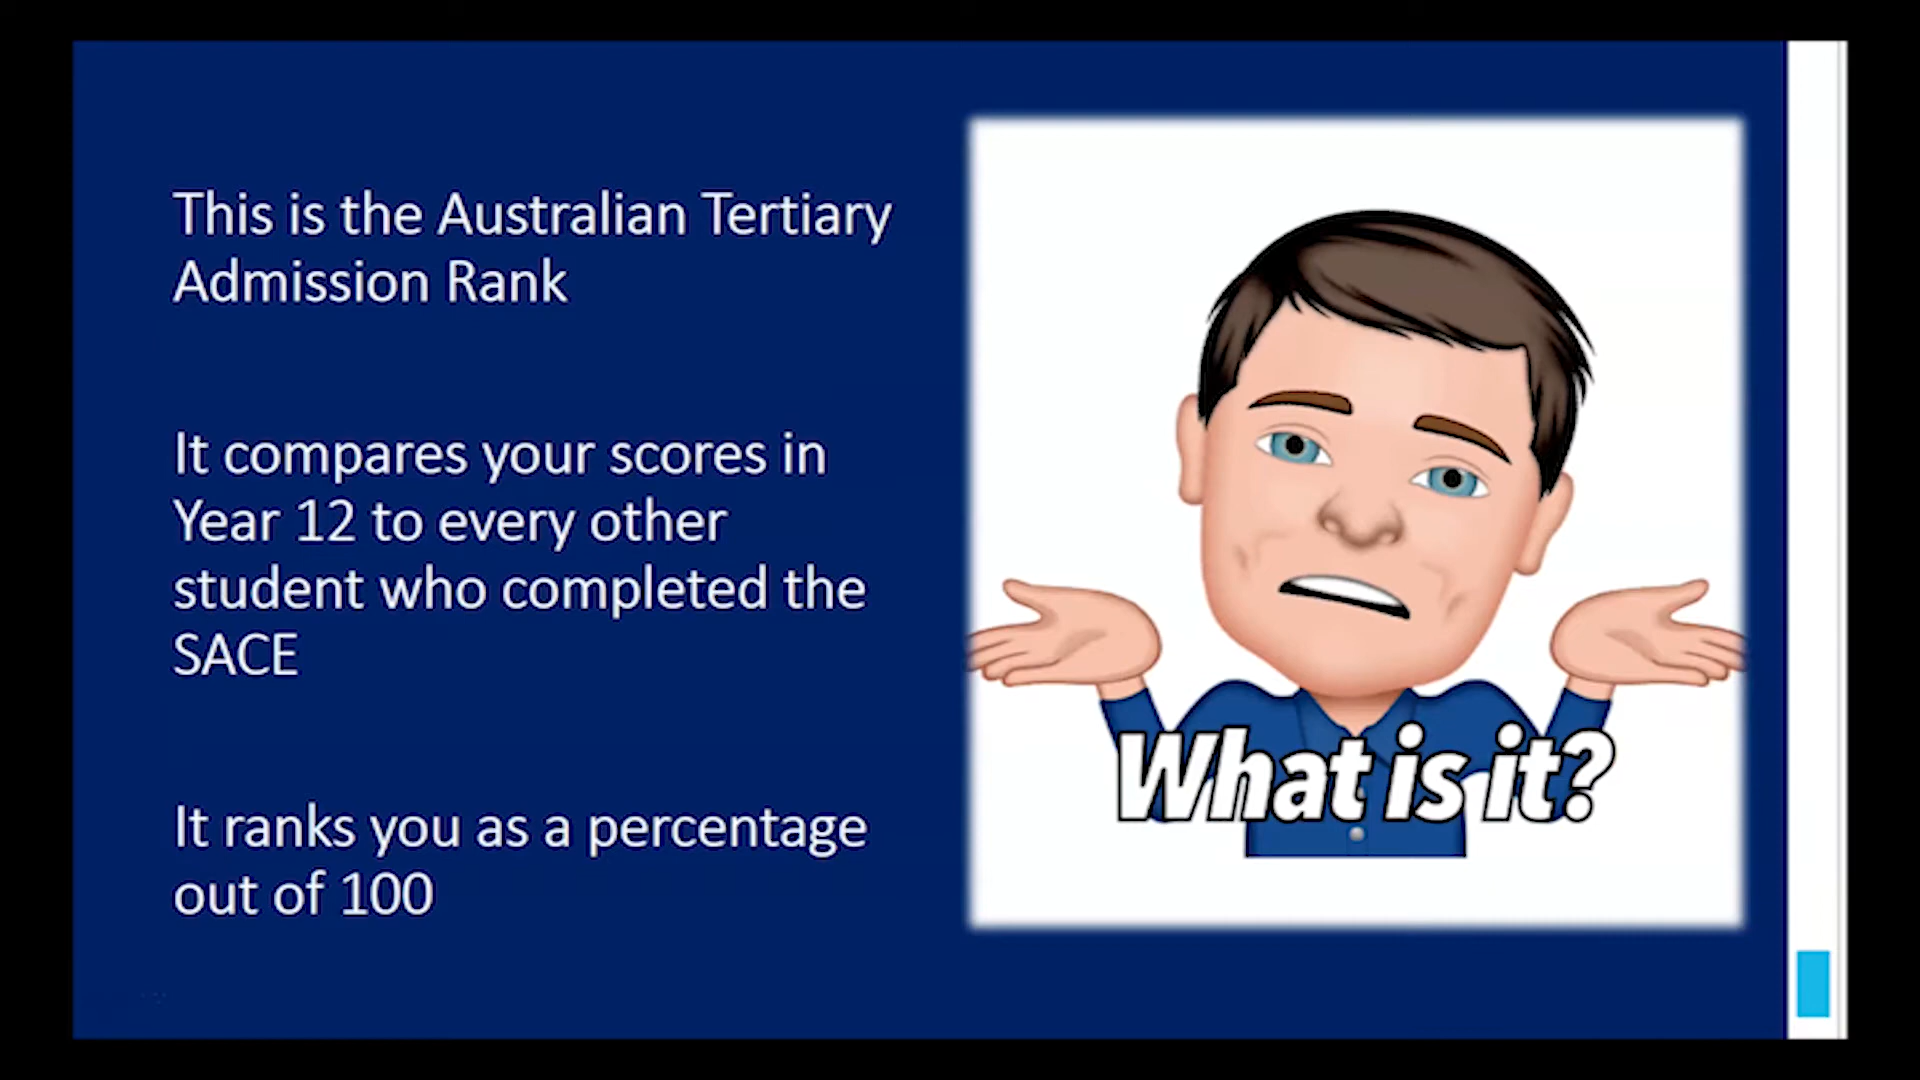 This is the Australian Tertiary
Admission Rank
It compares your scores in
Year 12 to every other
student who completed the
SACE
It ranks you as a percentage
out of 100
What is it?